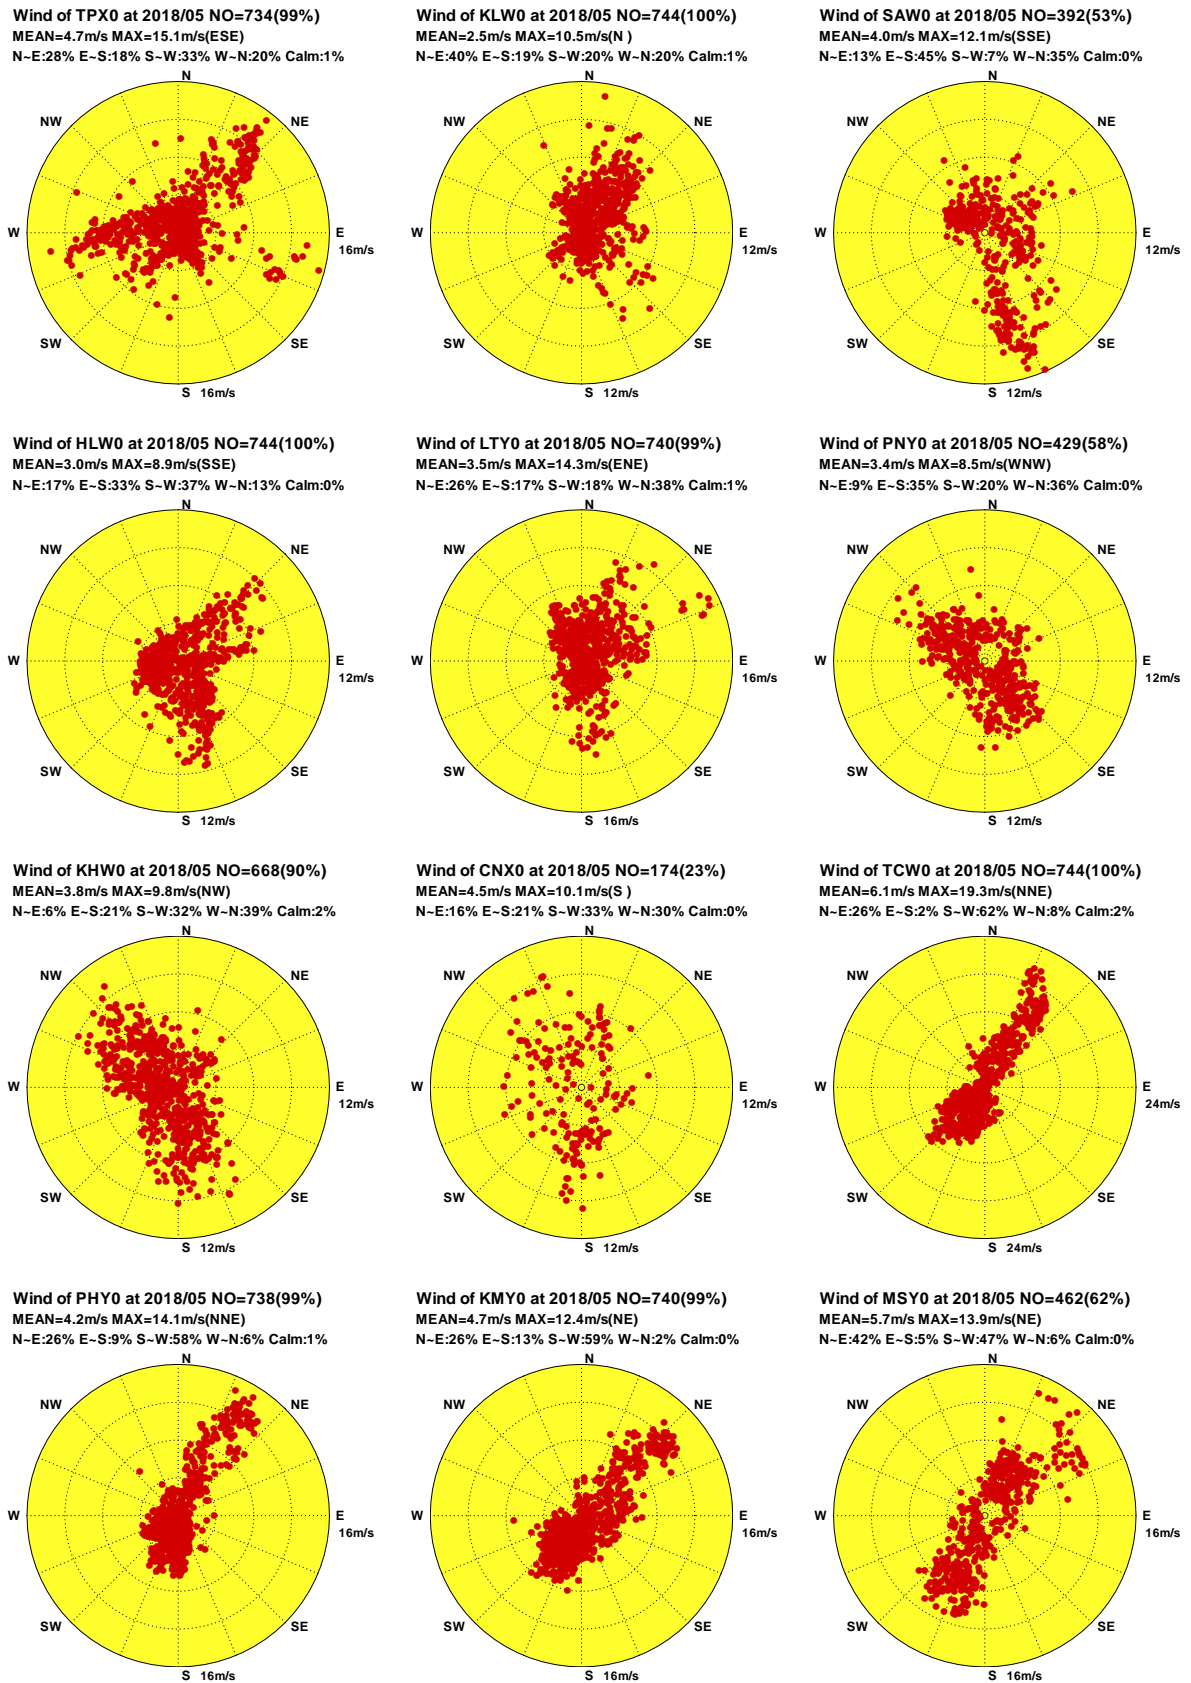 Wind of TPX0 at 2018/05 NO=734(99%)
MEAN=4.7m/s MAX=15.1m/s(ESE)
N~E:28% E~S:18% S~W:33% W~N:20% Calm:1%
N
NW
NE
W
E
16m/s
SW
SE
S 16m/s
Wind of KLW0 at 2018/05 NO=744(100%)
MEAN=2.5m/s MAX=10.5m/s(N )
N~E:40% E~S:19% S~W:20% W~N:20% Calm:1%
N
NW
NE
W
E
12m/s
SW
SE
S 12m/s
Wind of SAW0 at 2018/05 NO=392(53%)
MEAN=4.0m/s MAX=12.1m/s(SSE)
N~E:13% E~S:45% S~W:7% W~N:35% Calm:0%
N
NW
NE
W
E
12m/s
SW
SE
S 12m/s
Wind of HLW0 at 2018/05 NO=744(100%)
MEAN=3.0m/s MAX=8.9m/s(SSE)
N~E:17% E~S:33% S~W:37% W~N:13% Calm:0%
N
NW
NE
W
E
12m/s
SW
SE
S 12m/s
Wind of LTY0 at 2018/05 NO=740(99%)
MEAN=3.5m/s MAX=14.3m/s(ENE)
N~E:26% E~S:17% S~W:18% W~N:38% Calm:1%
N
NW
NE
W
E
16m/s
SW
SE
S 16m/s
Wind of PNY0 at 2018/05 NO=429(58%)
MEAN=3.4m/s MAX=8.5m/s(WNW)
N~E:9% E~S:35% S~W:20% W~N:36% Calm:0%
N
NW
NE
W
E
12m/s
SW
SE
S 12m/s
Wind of KHW0 at 2018/05 NO=668(90%)
MEAN=3.8m/s MAX=9.8m/s(NW)
N~E:6% E~S:21% S~W:32% W~N:39% Calm:2%
N
NW
NE
W
E
12m/s
SW
SE
S 12m/s
Wind of CNX0 at 2018/05 NO=174(23%)
MEAN=4.5m/s MAX=10.1m/s(S )
N~E:16% E~S:21% S~W:33% W~N:30% Calm:0%
N
NW
NE
W
E
12m/s
SW
SE
S 12m/s
Wind of TCW0 at 2018/05 NO=744(100%)
MEAN=6.1m/s MAX=19.3m/s(NNE)
N~E:26% E~S:2% S~W:62% W~N:8% Calm:2%
N
NW
NE
W
E
24m/s
SW
SE
S 24m/s
Wind of PHY0 at 2018/05 NO=738(99%)
MEAN=4.2m/s MAX=14.1m/s(NNE)
N~E:26% E~S:9% S~W:58% W~N:6% Calm:1%
N
NW
NE
W
E
16m/s
SW
SE
S 16m/s
Wind of KMY0 at 2018/05 NO=740(99%)
MEAN=4.7m/s MAX=12.4m/s(NE)
N~E:26% E~S:13% S~W:59% W~N:2% Calm:0%
N
NW
NE
W
E
16m/s
SW
SE
S 16m/s
Wind of MSY0 at 2018/05 NO=462(62%)
MEAN=5.7m/s MAX=13.9m/s(NE)
N~E:42% E~S:5% S~W:47% W~N:6% Calm:0%
N
NW
NE
W
E
16m/s
SW
SE
S 16m/s